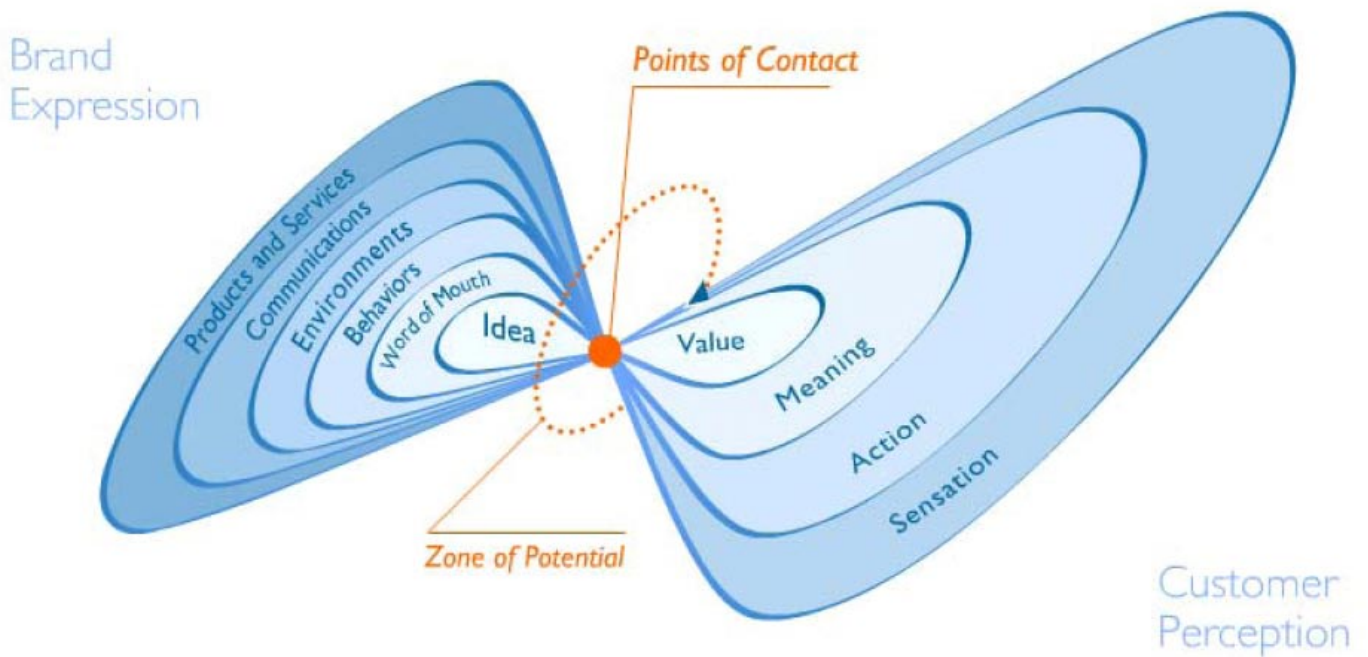 Brand
Expression
Points of Contact
Products and Services
Communications
Environments
Behaviors
Word of Mouth
Idea
Value
Meaning
Action
Sensation
Zone of Potential
Customer
Perception